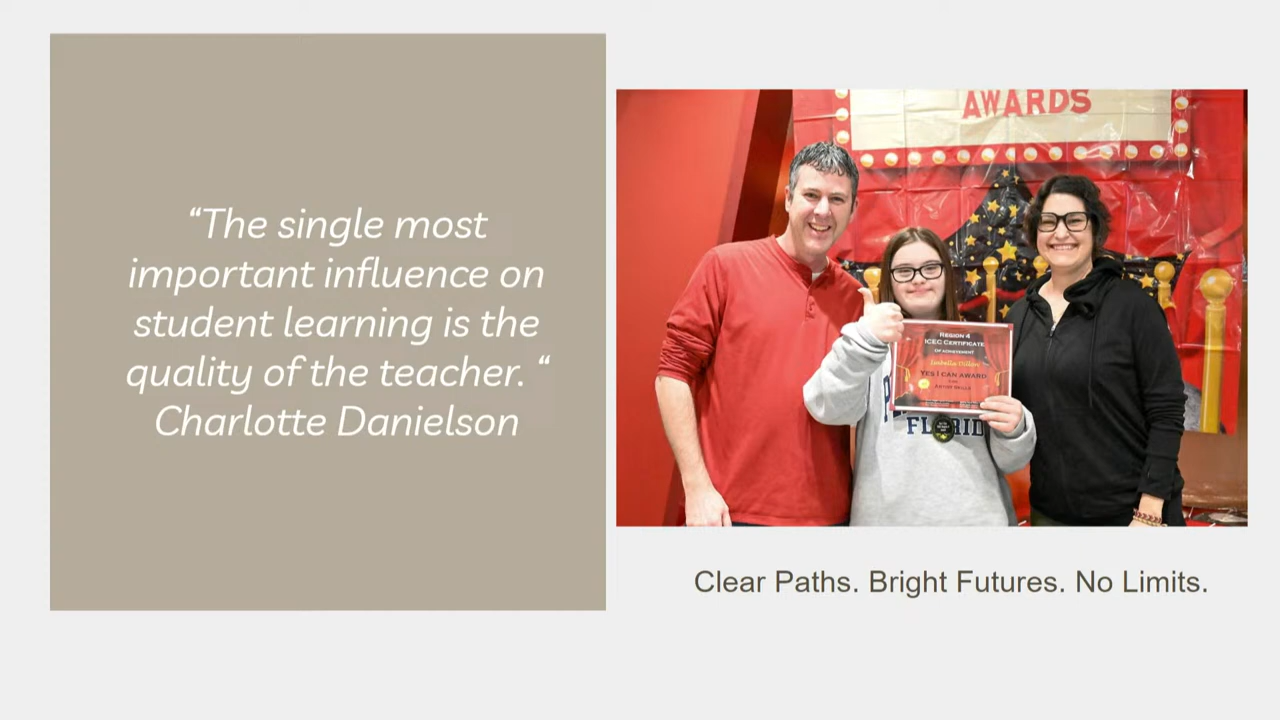 “The single most
important influence on
student learning is the
quality of the teacher. “
Charlotte Danielson
AWARDS
REGION 4
ICEC CERTIFICATE
OF ACHIEVEMENT
YES I CAN AWARD
FLORID
Clear Paths. Bright Futures. No Limits.